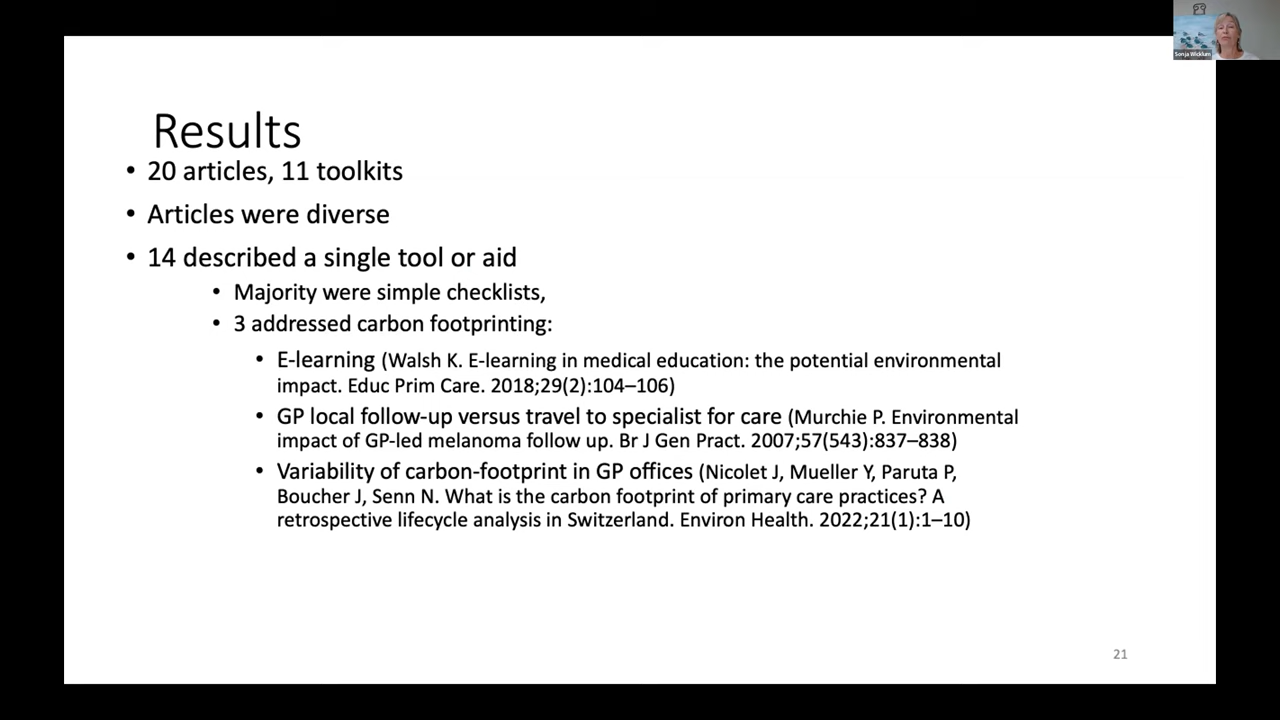 Sonja Wicklum
Results
• 20 articles, 11 toolkits
• Articles were diverse
• 14 described a single tool or aid
• Majority were simple checklists,
• 3 addressed carbon footprinting:
• E-learning (Walsh K. E-learning in medical education: the potential environmental
impact. Educ Prim Care. 2018;29(2):104–106)
• GP local follow-up versus travel to specialist for care (Murchie P. Environmental
impact of GP-led melanoma follow up. Br J Gen Pract. 2007;57(543):837–838)
• Variability of carbon-footprint in GP offices (Nicolet J, Mueller Y, Paruta P,
Boucher J, Senn N. What is the carbon footprint of primary care practices? A
retrospective lifecycle analysis in Switzerland. Environ Health. 2022;21(1):1–10)
21